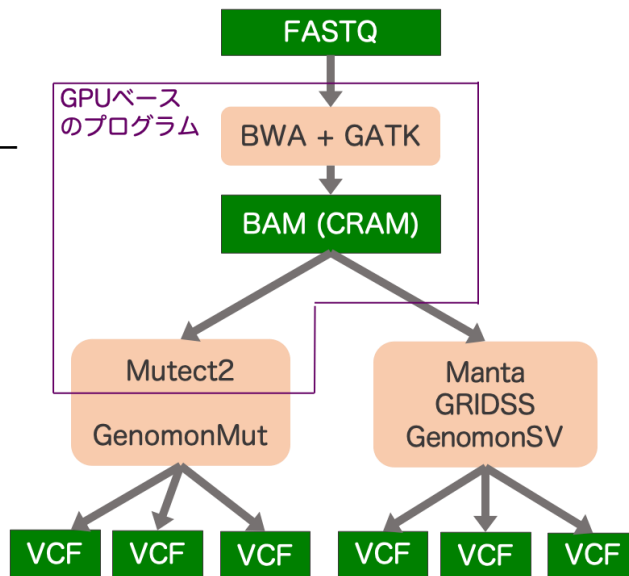 FASTQ
GPUベース
のプログラム
BWA + GATK
BAM (CRAM)
Mutect2
GenomonMut
Manta
GRIDSS
GenomonSV
VCF
VCF
VCF
VCF
VCF
VCF